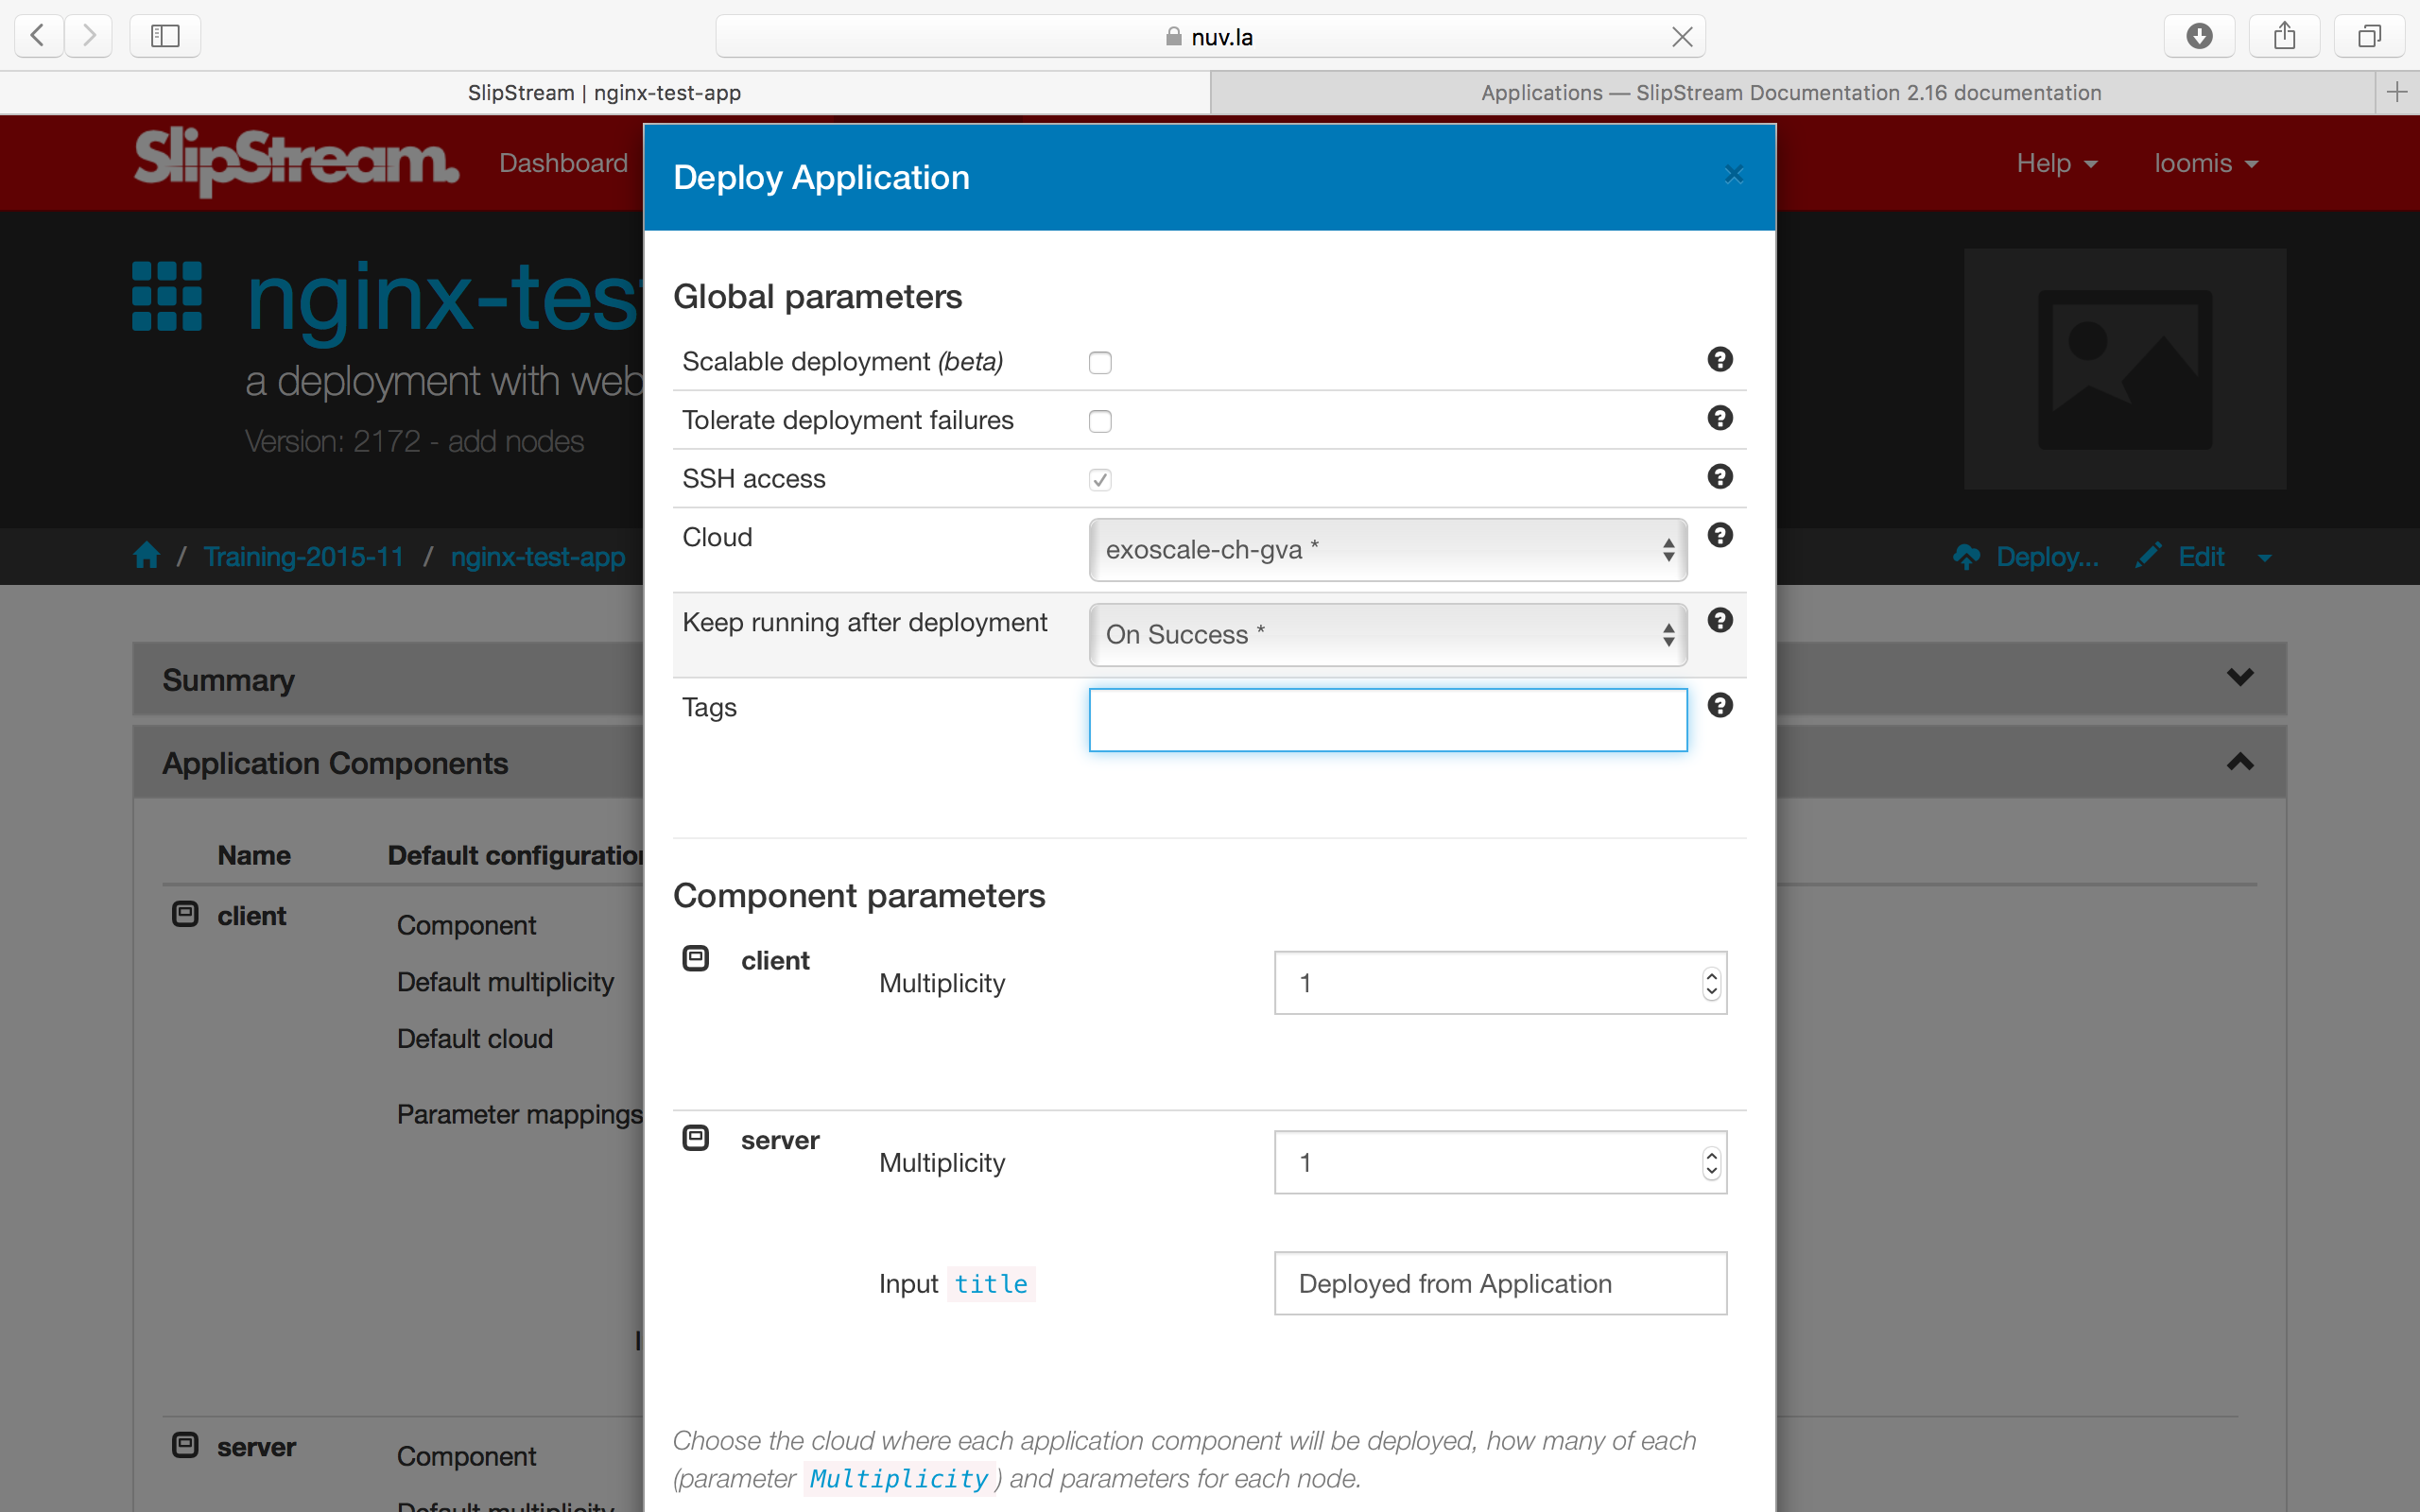 nuv.la
SlipStream | nginx-test-app
Applications — SlipStream Documentation 2.16 documentation
SlipStream.
Dashboard
Help
loomis
Deploy Application
nginx-test
a deployment with web
Version: 2172 - add nodes
/ Training-2015-11 / nginx-test-app
Deploy...
Edit
Global parameters
Scalable deployment (beta)
Tolerate deployment failures
SSH access
Cloud
exoscale-ch-gva *
Keep running after deployment
On Success *
Tags
Summary
Application Components
Name
Default configuration
client
Component
Default multiplicity
Default cloud
Parameter mappings
server
Component
Default multiplicity
Component parameters
client
Multiplicity
1
server
Multiplicity
1
Input title
Deployed from Application
Choose the cloud where each application component will be deployed, how many of each
(parameter Multiplicity) and parameters for each node.